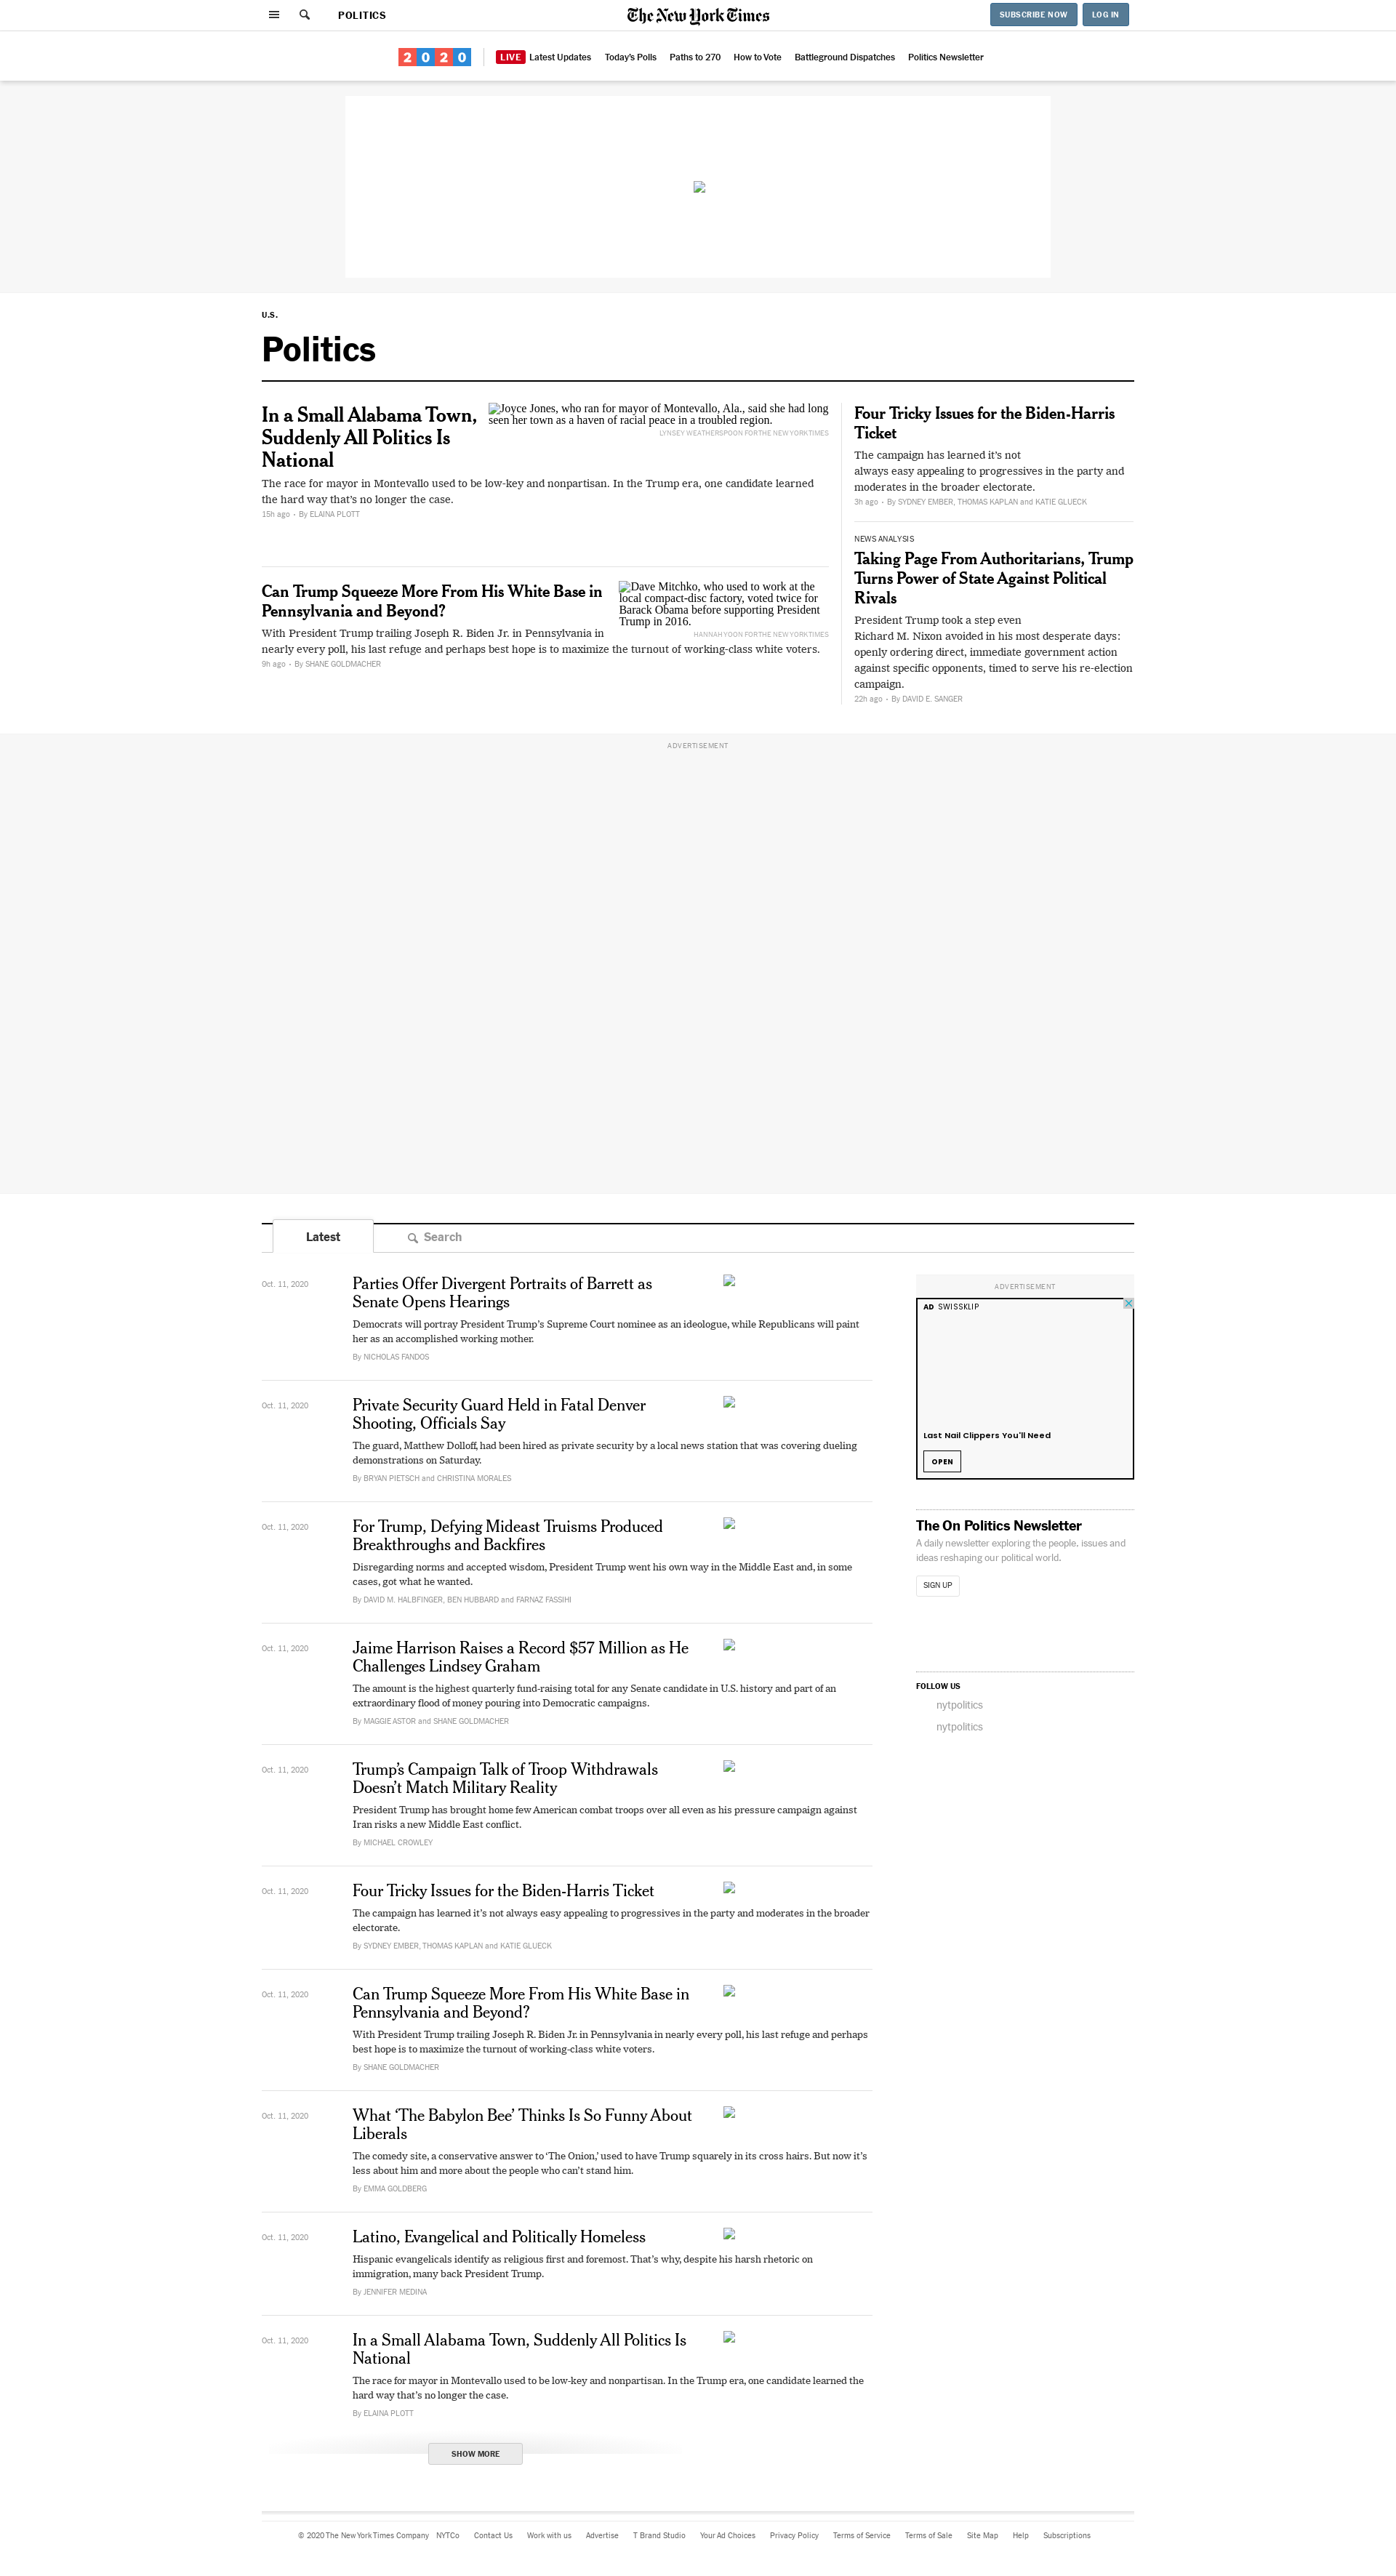 POLITICS
The New York Times
SUBSCRIBE NOW
LOG IN
2020
LIVE Latest Updates
Today's Polls
Paths to 270
How to Vote
Battleground Dispatches
Politics Newsletter
U.S.
Politics
In a Small Alabama Town,
Suddenly All Politics Is
National
Joyce Jones, who ran for mayor of Montevallo, Ala., said she had long
seen her town as a haven of racial peace in a troubled region.
LYNSEY WEATHERSPOON FOR THE NEW YORK TIMES
The race for mayor in Montevallo used to be low-key and nonpartisan. In the Trump era, one candidate learned
the hard way that's no longer the case.
15h ago • By ELAINA PLOTT
Can Trump Squeeze More From His White Base in
Pennsylvania and Beyond?
Dave Mitchko, who used to work at the
local compact-disc factory, voted twice for
Barack Obama before supporting President
Trump in 2016.
HANNAH YOON FOR THE NEW YORK TIMES
With President Trump trailing Joseph R. Biden Jr. in Pennsylvania in
nearly every poll, his last refuge and perhaps best hope is to maximize the turnout of working-class white voters.
9h ago • By SHANE GOLDMACHER
Four Tricky Issues for the Biden-Harris
Ticket
The campaign has learned it's not
always easy appealing to progressives in the party and
moderates in the broader electorate.
3h ago • By SYDNEY EMBER, THOMAS KAPLAN and KATIE GLUECK
NEWS ANALYSIS
Taking Page From Authoritarians, Trump
Turns Power of State Against Political
Rivals
President Trump took a step even
Richard M. Nixon avoided in his most desperate days:
openly ordering direct, immediate government action
against specific opponents, timed to serve his re-election
campaign.
22h ago • By DAVID E. SANGER
ADVERTISEMENT
Latest
Search
Oct. 11, 2020
Parties Offer Divergent Portraits of Barrett as
Senate Opens Hearings
Democrats will portray President Trump's Supreme Court nominee as an ideologue, while Republicans will paint
her as an accomplished working mother.
By NICHOLAS FANDOS
Oct. 11, 2020
Private Security Guard Held in Fatal Denver
Shooting, Officials Say
The guard, Matthew Dolloff, had been hired as private security by a local news station that was covering dueling
demonstrations on Saturday.
By BRYAN PIETSCH and CHRISTINA MORALES
Oct. 11, 2020
For Trump, Defying Mideast Truisms Produced
Breakthroughs and Backfires
Disregarding norms and accepted wisdom, President Trump went his own way in the Middle East and, in some
cases, got what he wanted.
By DAVID M. HALBFINGER, BEN HUBBARD and FARNAZ FASSIHI
Oct. 11, 2020
Jaime Harrison Raises a Record $57 Million as He
Challenges Lindsey Graham
The amount is the highest quarterly fund-raising total for any Senate candidate in U.S. history and part of an
extraordinary flood of money pouring into Democratic campaigns.
By MAGGIE ASTOR and SHANE GOLDMACHER
Oct. 11, 2020
Trump's Campaign Talk of Troop Withdrawals
Doesn't Match Military Reality
President Trump has brought home few American combat troops over all even as his pressure campaign against
Iran risks a new Middle East conflict.
By MICHAEL CROWLEY
Oct. 11, 2020
Four Tricky Issues for the Biden-Harris Ticket
The campaign has learned it's not always easy appealing to progressives in the party and moderates in the broader
electorate.
By SYDNEY EMBER, THOMAS KAPLAN and KATIE GLUECK
Oct. 11, 2020
Can Trump Squeeze More From His White Base in
Pennsylvania and Beyond?
With President Trump trailing Joseph R. Biden Jr. in Pennsylvania in nearly every poll, his last refuge and perhaps
best hope is to maximize the turnout of working-class white voters.
By SHANE GOLDMACHER
Oct. 11, 2020
What 'The Babylon Bee' Thinks Is So Funny About
Liberals
The comedy site, a conservative answer to 'The Onion,' used to have Trump squarely in its cross hairs. But now it's
less about him and more about the people who can't stand him.
By EMMA GOLDBERG
Oct. 11, 2020
Latino, Evangelical and Politically Homeless
Hispanic evangelicals identify as religious first and foremost. That's why, despite his harsh rhetoric on
immigration, many back President Trump.
By JENNIFER MEDINA
Oct. 11, 2020
In a Small Alabama Town, Suddenly All Politics Is
National
The race for mayor in Montevallo used to be low-key and nonpartisan. In the Trump era, one candidate learned the
hard way that's no longer the case.
By ELAINA PLOTT
SHOW MORE
ADVERTISEMENT
AD SWISSKLIP
Last Nail Clippers You'll Need
OPEN
The On Politics Newsletter
A daily newsletter exploring the people, issues and
ideas reshaping our political world.
SIGN UP
FOLLOW US
nytpolitics
nytpolitics
© 2020 The New York Times Company
NYTCo
Contact Us
Work with us
Advertise
T Brand Studio
Your Ad Choices
Privacy Policy
Terms of Service
Terms of Sale
Site Map
Help
Subscriptions